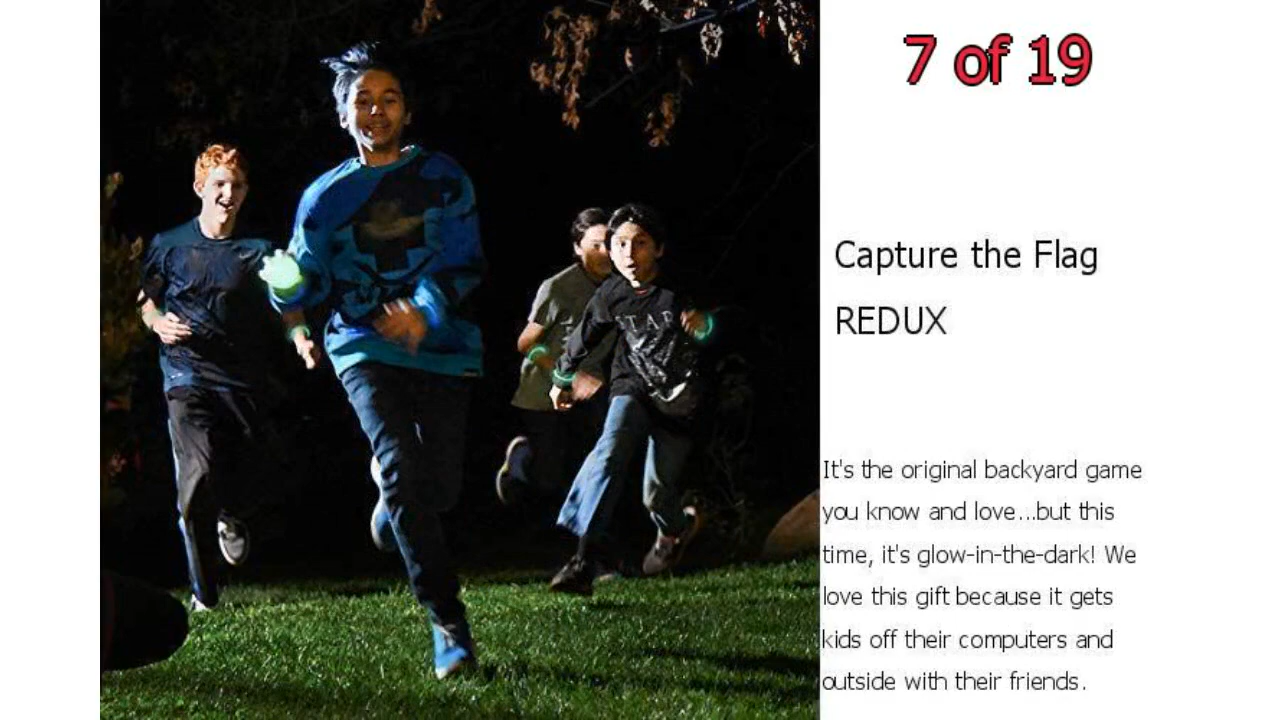 7 of 19
Capture the Flag
REDUX
It's the original backyard game
you know and love...but this
time, it's glow-in-the-dark! We
love this gift because it gets
kids off their computers and
outside with their friends.